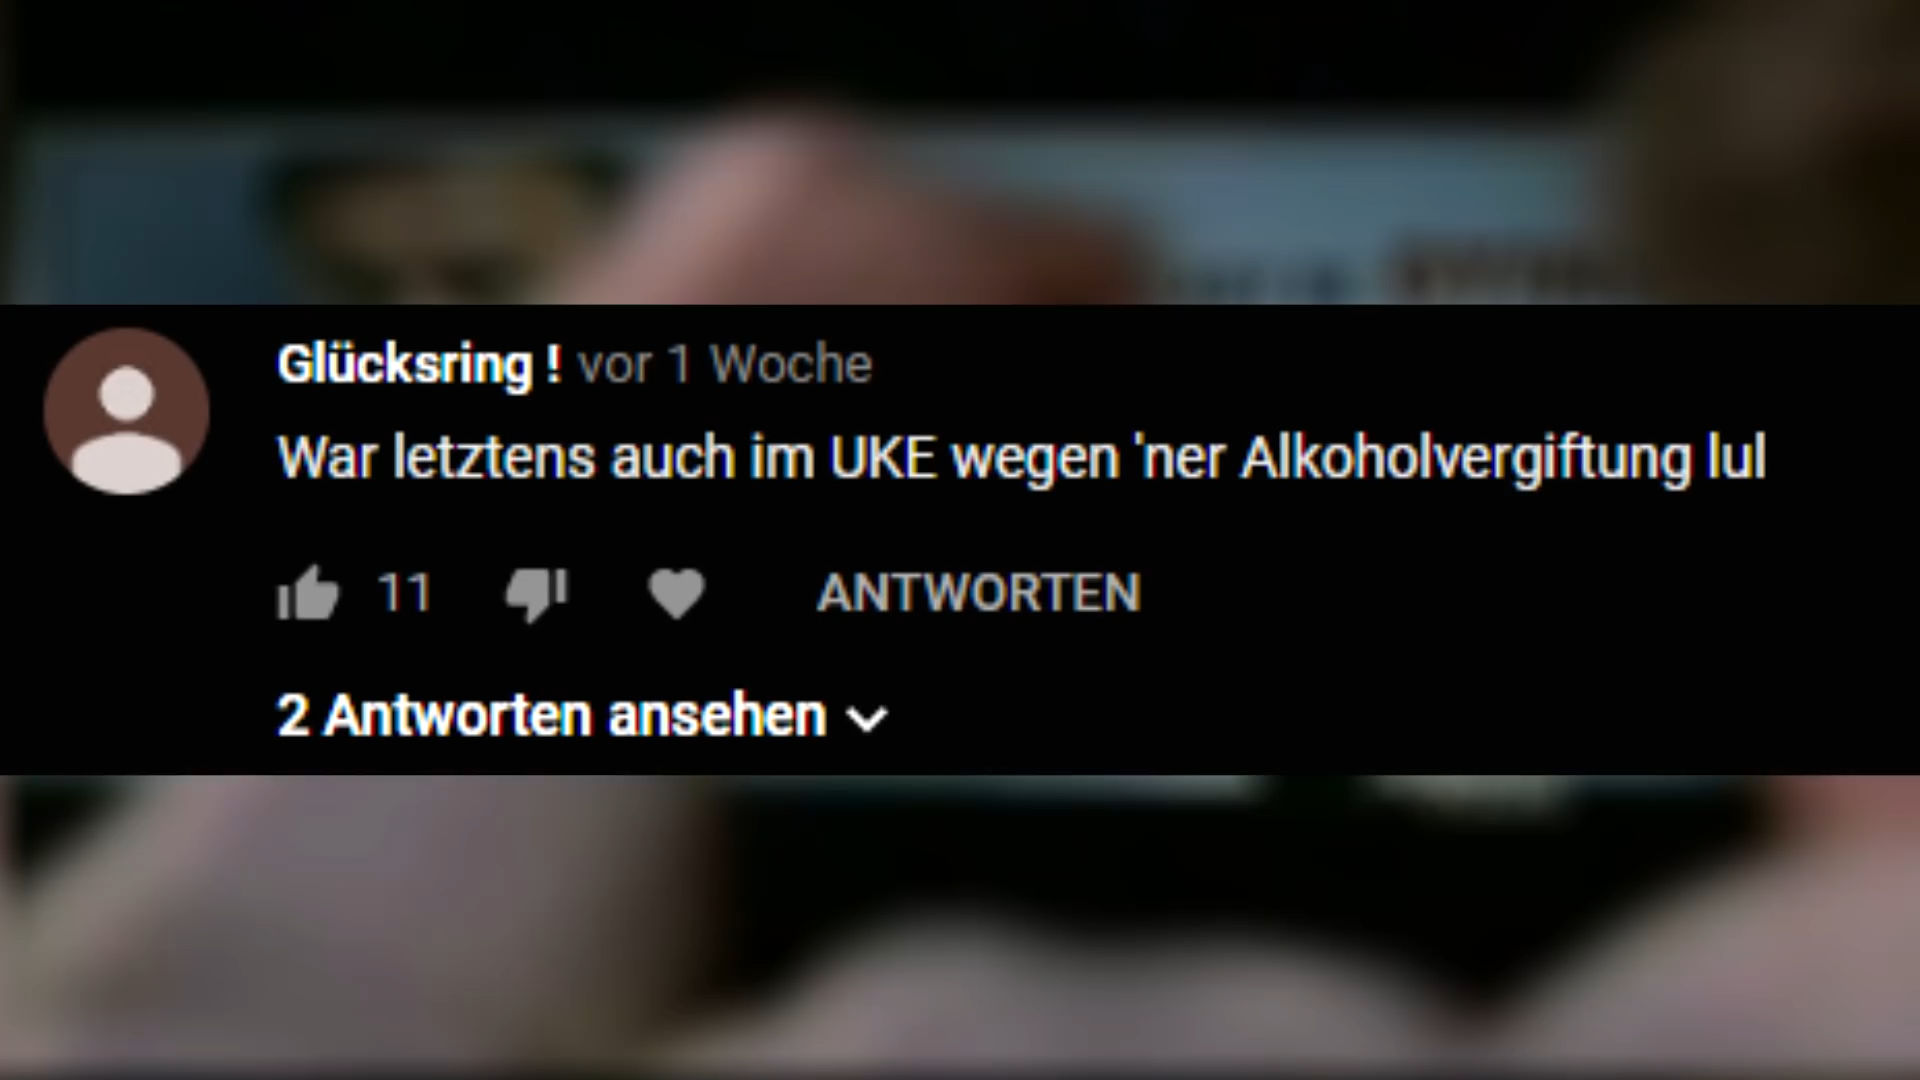 Glücksring ! vor 1 Woche
War letztens auch im UKE wegen 'ner Alkoholvergiftung lul
11 ANTWORTEN
2 Antworten ansehen